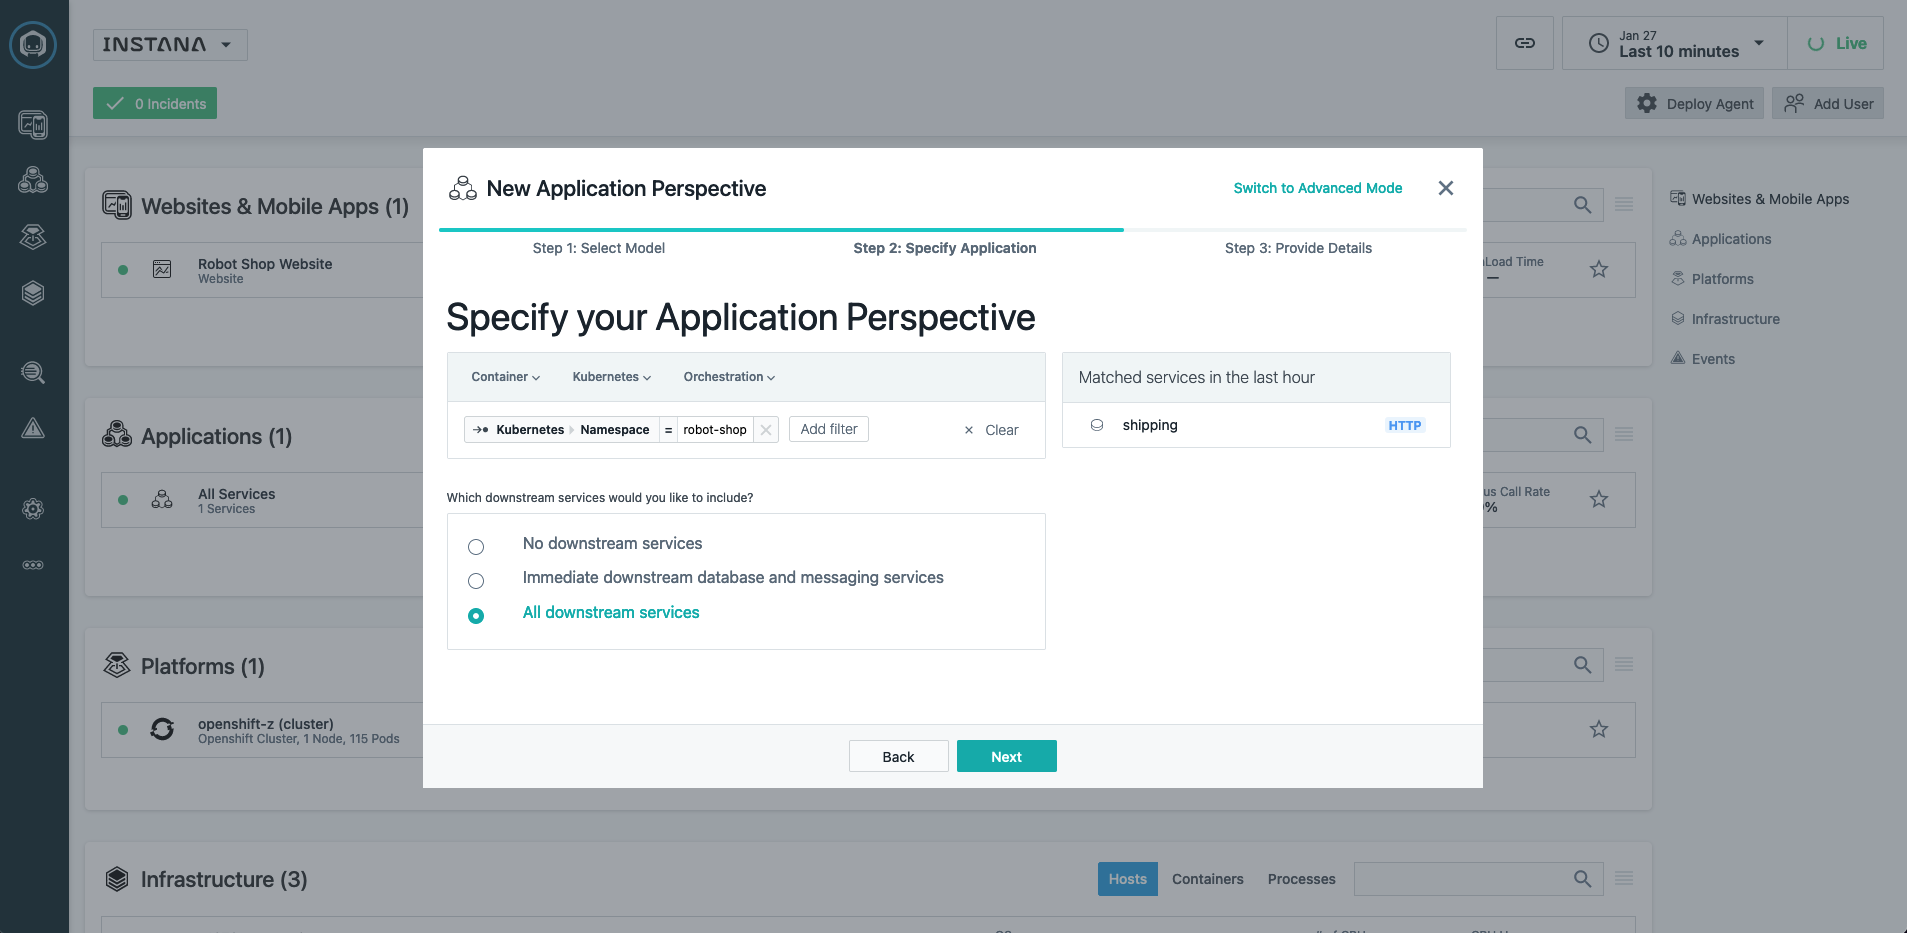 INSTANA
Jan 27
Last 10 minutes
Live
0 Incidents
Deploy Agent
Add User
New Application Perspective
Switch to Advanced Mode
Step 1: Select Model
Step 2: Specify Application
Step 3: Provide Details
Specify your Application Perspective
Container
Kubernetes
Orchestration
Kubernetes Namespace = robot-shop
Add filter
× Clear
Matched services in the last hour
shipping
HTTP
Which downstream services would you like to include?
No downstream services
Immediate downstream database and messaging services
All downstream services
Back
Next
Websites & Mobile Apps (1)
Robot Shop Website
Website
Load Time
—
Applications (1)
All Services
1 Services
Call Rate
%
Platforms (1)
openshift-z (cluster)
Openshift Cluster, 1 Node, 115 Pods
Infrastructure (3)
Hosts
Containers
Processes
Websites & Mobile Apps
Applications
Platforms
Infrastructure
Events